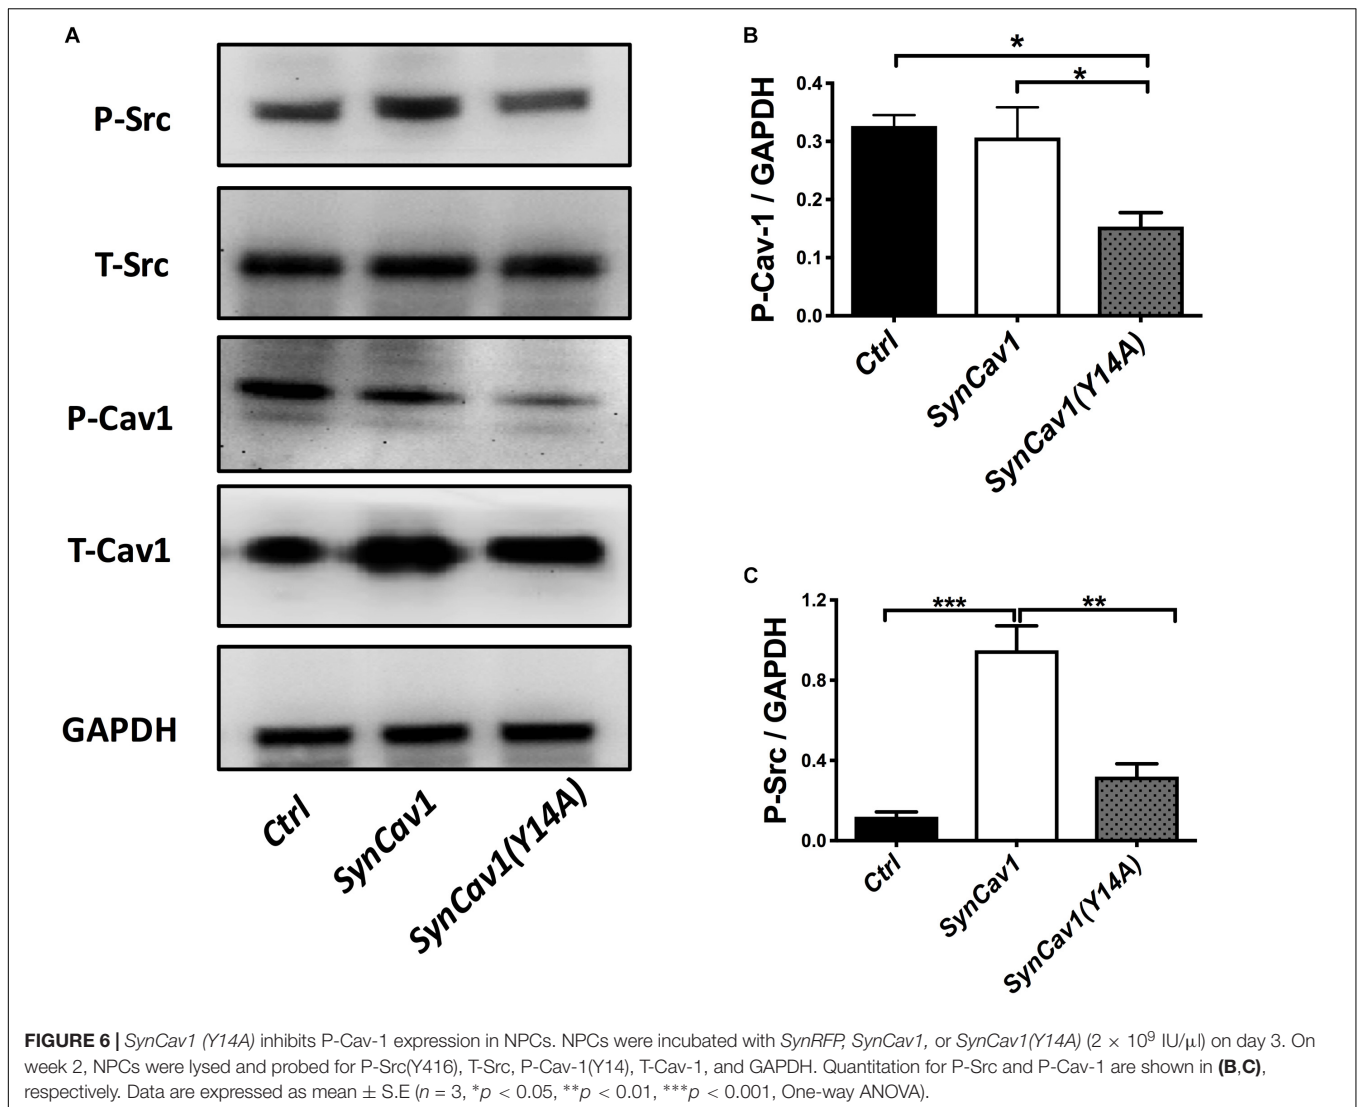 A
P-Src
T-Src
P-Cav1
T-Cav1
GAPDH
Ctrl
SynCav1
SynCav1(Y14A)
B
*
*
P-Cav-1 / GAPDH
0.4
0.3
0.2
0.1
0.0
Ctrl
SynCav1
SynCav1(Y14A)
C
***
**
P-Src / GAPDH
1.2
0.8
0.4
0.0
Ctrl
SynCav1
SynCav1(Y14A)
FIGURE 6 | SynCav1 (Y14A) inhibits P-Cav-1 expression in NPCs. NPCs were incubated with SynRFP, SynCav1, or SynCav1(Y14A) (2 × 10⁹ IU/μl) on day 3. On
week 2, NPCs were lysed and probed for P-Src(Y416), T-Src, P-Cav-1(Y14), T-Cav-1, and GAPDH. Quantitation for P-Src and P-Cav-1 are shown in (B,C),
respectively. Data are expressed as mean ± S.E (n = 3, *p < 0.05, **p < 0.01, ***p < 0.001, One-way ANOVA).